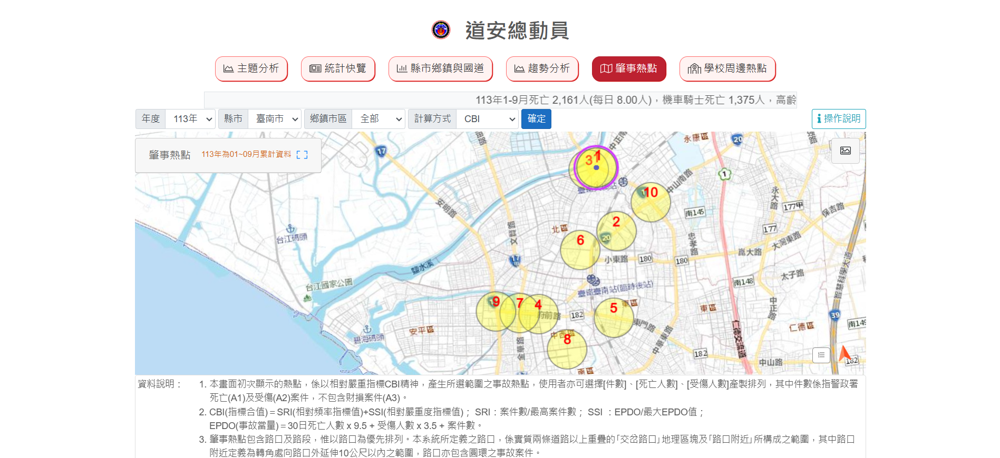 道安總動員
主題分析
統計快覽
縣市鄉鎮與國道
趨勢分析
肇事熱點
學校周邊熱點
113年1-9月死亡 2,161人(每日 8.00人)，機車騎士死亡 1,375人，高齡
年度 113年 縣市 臺南市 鄉鎮市區 全部 計算方式 CBI 確定 操作說明
肇事熱點 113年為01~09月累計資料
17
中正南
永康區
20
1
3 1
10
中山南路
永大路
177甲
保吉路
安明路
南145
文賢路
北區
2
20
177
大灣東路
台江碼頭
6
忠孝路
崑大路
小東路
180
180
17甲
鹽水溪
太子路
智慧科學大道
台江國家公園
臺鐵臺南站(臨時後站)
南148
9
7
4
5
東區
東區
中正路
府前路
182
39
南149
碧海碼頭
安平區
東門路
仁德區
中西區
8
中華東路
仁德交流道
金華路
182
中山路
182
南區
資料說明：
1. 本畫面初次顯示的熱點，係以相對嚴重指標CBI精神，產生所選範圍之事故熱點，使用者亦可選擇[件數]、[死亡人數]、[受傷人數]產製排列，其中件數係指警政署
死亡(A1)及受傷(A2)案件，不包含財損案件(A3)。
2. CBI(指標合值)＝SRI(相對頻率指標值)+SSI(相對嚴重度指標值)； SRI：案件數/最高案件數； SSI ：EPDO/最大EPDO值；
EPDO(事故當量)＝30日死亡人數 x 9.5 + 受傷人數 x 3.5 + 案件數。
3. 肇事熱點包含路口及路段，惟以路口為優先排列。本系統所定義之路口，係實質兩條道路以上重疊的｢交岔路口｣地理區塊及｢路口附近｣所構成之範圍，其中路口
附近定義為轉角處向路口外延伸10公尺以內之範圍，路口亦包含圓環之事故案件。